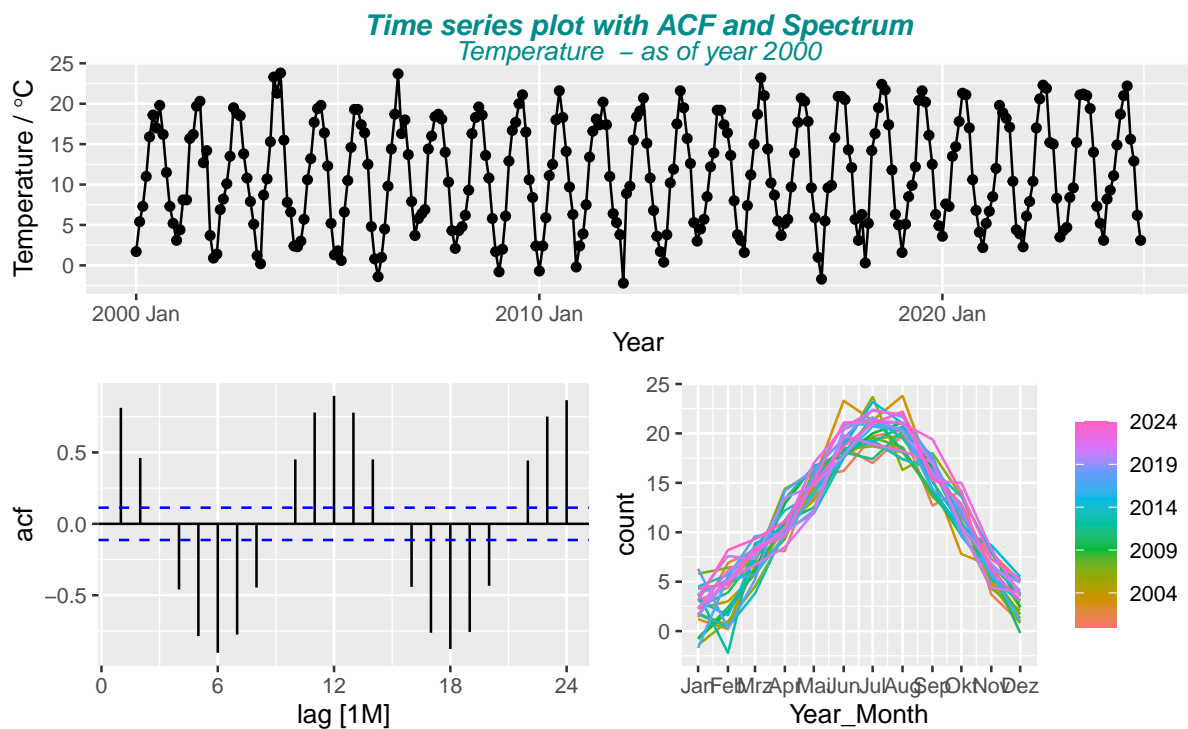 Time series plot with ACF and Spectrum
Temperature – as of year 2000
Temperature / °C
25
20
15
10
5
0
2000 Jan
2010 Jan
2020 Jan
Year
acf
0.5
0.0
−0.5
0
6
12
18
24
lag [1M]
count
25
20
15
10
5
0
Jan Feb Mrz Apr Mai Jun Jul Aug Sep Okt Nov Dez
Year_Month
2024
2019
2014
2009
2004